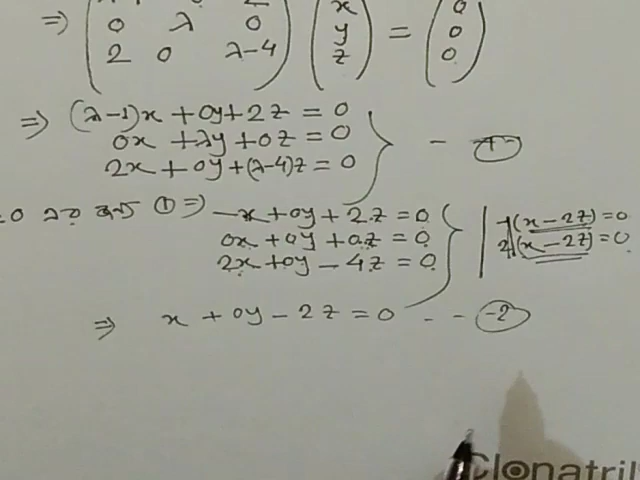 ⇒ ( 0 λ 0 ) ( x ) = ( 0 )
2 0 λ-4 y 0
z 0
⇒ (λ-1)x + 0y + 2z = 0
0x + λy + 0z = 0
2x + 0y + (λ-4)z = 0 } - ①
①⇒ -x + 0y + 2z = 0 -1(x-2z)=0
0x + 0y + 0z = 0 2(x-2z)=0
2x + 0y - 4z = 0
⇒ x + 0y - 2z = 0 - - ②
Clonatril